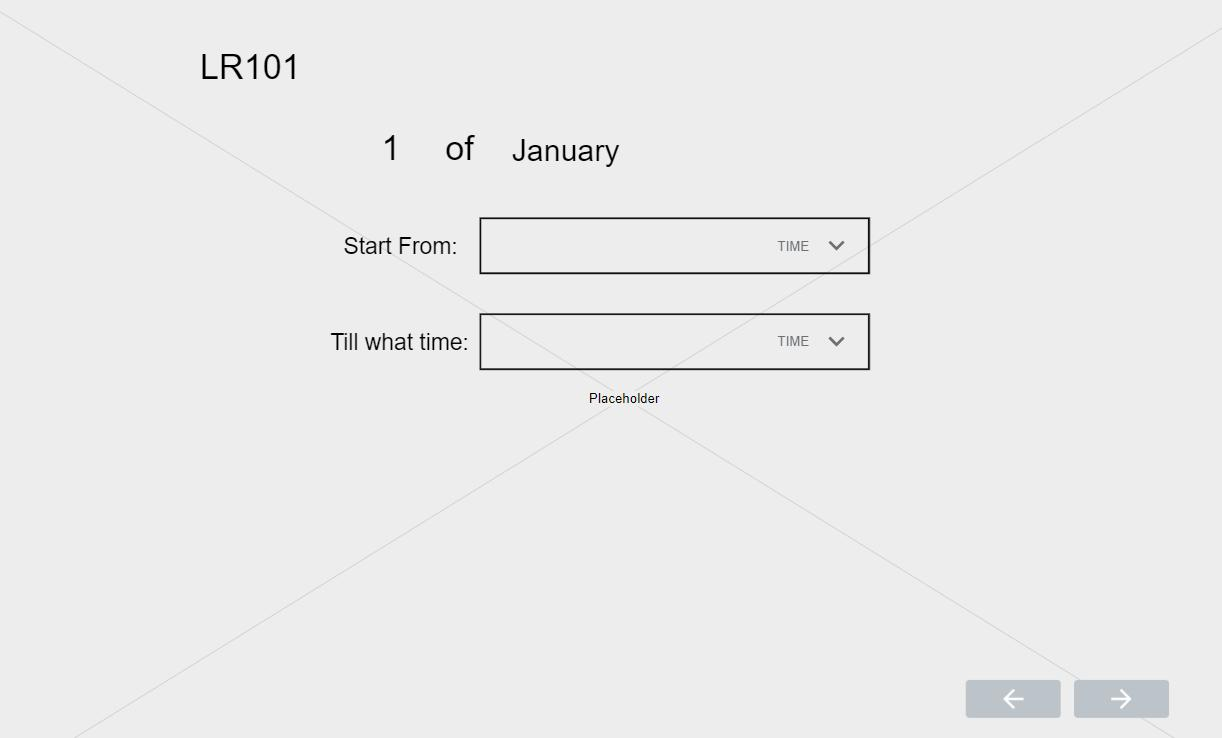 LR101
1 of January
Start From: TIME
Till what time: TIME
Placeholder